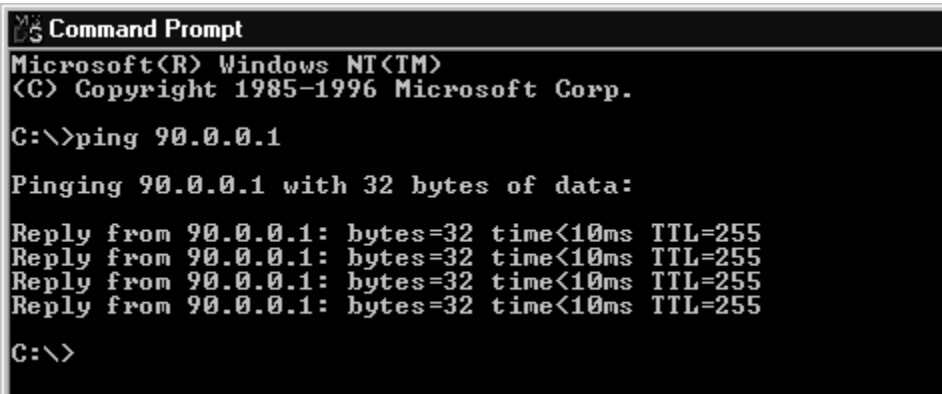 Command Prompt
Microsoft(R) Windows NT(TM)
(C) Copyright 1985-1996 Microsoft Corp.
C:\>ping 90.0.0.1
Pinging 90.0.0.1 with 32 bytes of data:
Reply from 90.0.0.1: bytes=32 time<10ms TTL=255
Reply from 90.0.0.1: bytes=32 time<10ms TTL=255
Reply from 90.0.0.1: bytes=32 time<10ms TTL=255
Reply from 90.0.0.1: bytes=32 time<10ms TTL=255
C:\>